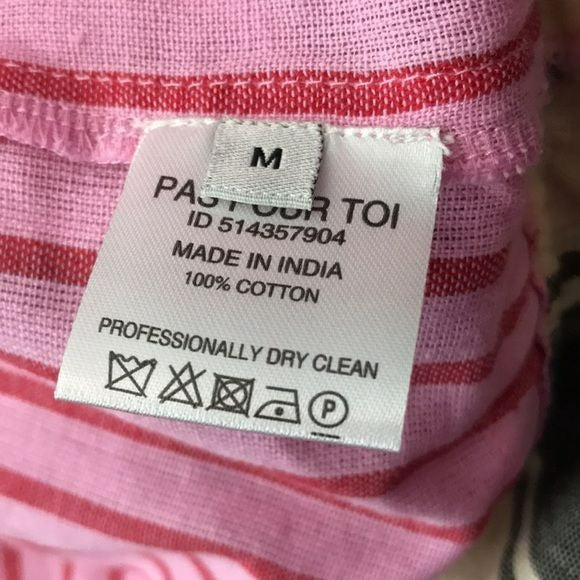 M
PAS POUR TOI
ID 514357904
MADE IN INDIA
100% COTTON
PROFESSIONALLY DRY CLEAN
P